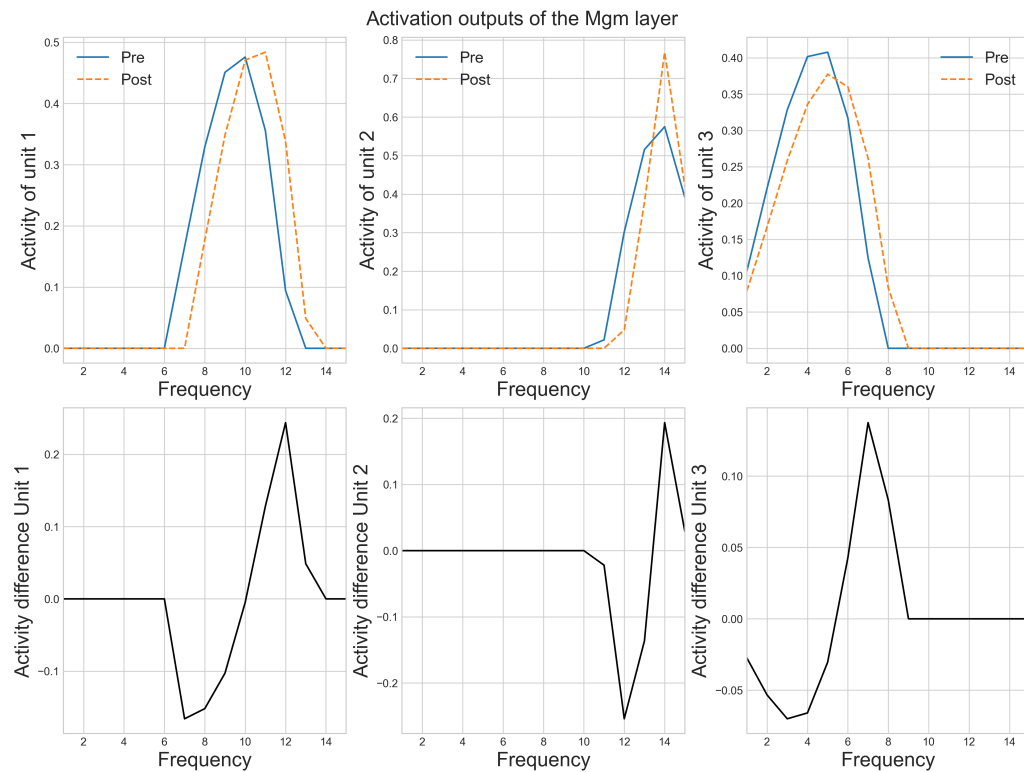 Activation outputs of the Mgm layer
Activity of unit 1
0.5
0.4
0.3
0.2
0.1
0.0
Pre
Post
2 4 6 8 10 12 14
Frequency
Activity of unit 2
0.8
0.7
0.6
0.5
0.4
0.3
0.2
0.1
0.0
Pre
Post
2 4 6 8 10 12 14
Frequency
Activity of unit 3
0.40
0.35
0.30
0.25
0.20
0.15
0.10
0.05
0.00
Pre
Post
2 4 6 8 10 12 14
Frequency
Activity difference Unit 1
0.2
0.1
0.0
−0.1
2 4 6 8 10 12 14
Frequency
Activity difference Unit 2
0.2
0.1
0.0
−0.1
−0.2
2 4 6 8 10 12 14
Frequency
Activity difference Unit 3
0.10
0.05
0.00
−0.05
2 4 6 8 10 12 14
Frequency